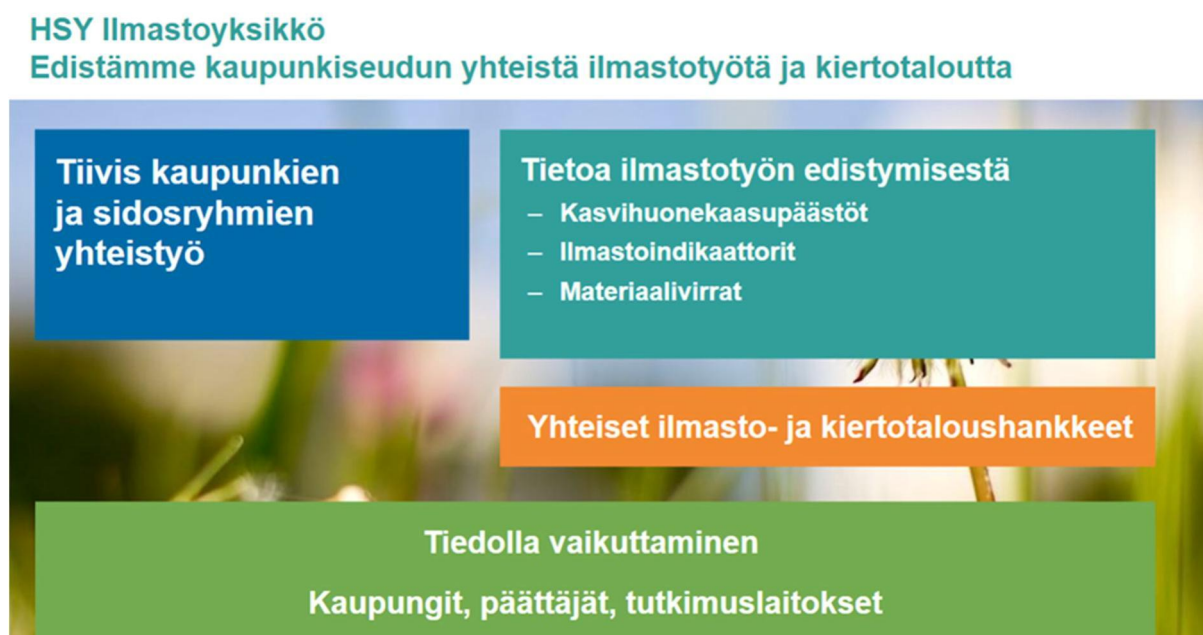 HSY Ilmastoyksikkö
Edistämme kaupunkiseudun yhteistä ilmastotyötä ja kiertotaloutta
Tiivis kaupunkien
ja sidosryhmien
yhteistyö
Tietoa ilmastotyön edistymisestä
– Kasvihuonekaasupäästöt
– Ilmastoindikaattorit
– Materiaalivirrat
Yhteiset ilmasto- ja kiertotaloushankkeet
Tiedolla vaikuttaminen
Kaupungit, päättäjät, tutkimuslaitokset